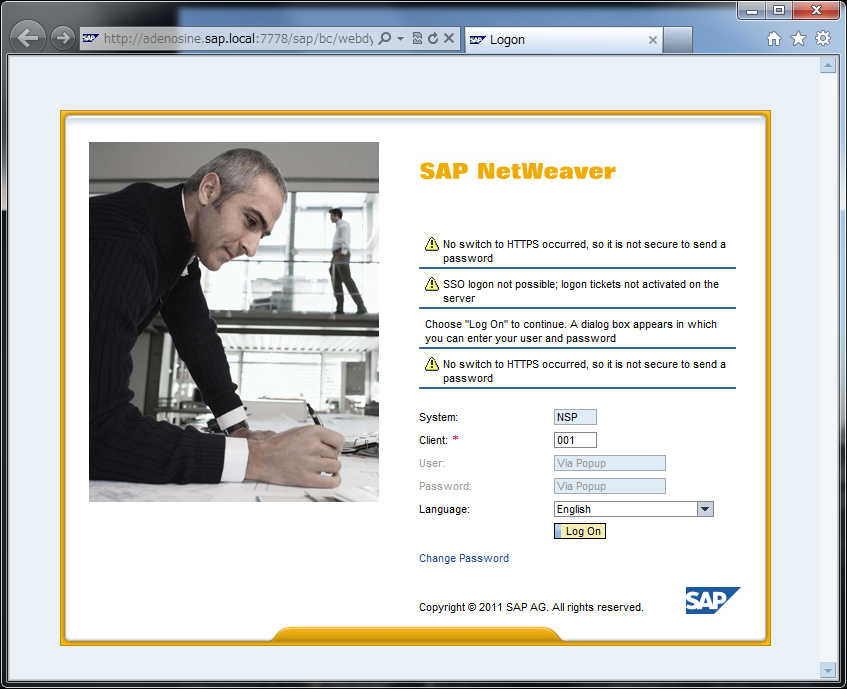 http://adenosine.sap.local:7778/sap/bc/webdy
Logon
SAP NetWeaver
No switch to HTTPS occurred, so it is not secure to send a
password
SSO logon not possible; logon tickets not activated on the
server
Choose "Log On" to continue. A dialog box appears in which
you can enter your user and password
No switch to HTTPS occurred, so it is not secure to send a
password
System: NSP
Client: * 001
User: Via Popup
Password: Via Popup
Language: English
Log On
Change Password
SAP
Copyright © 2011 SAP AG. All rights reserved.